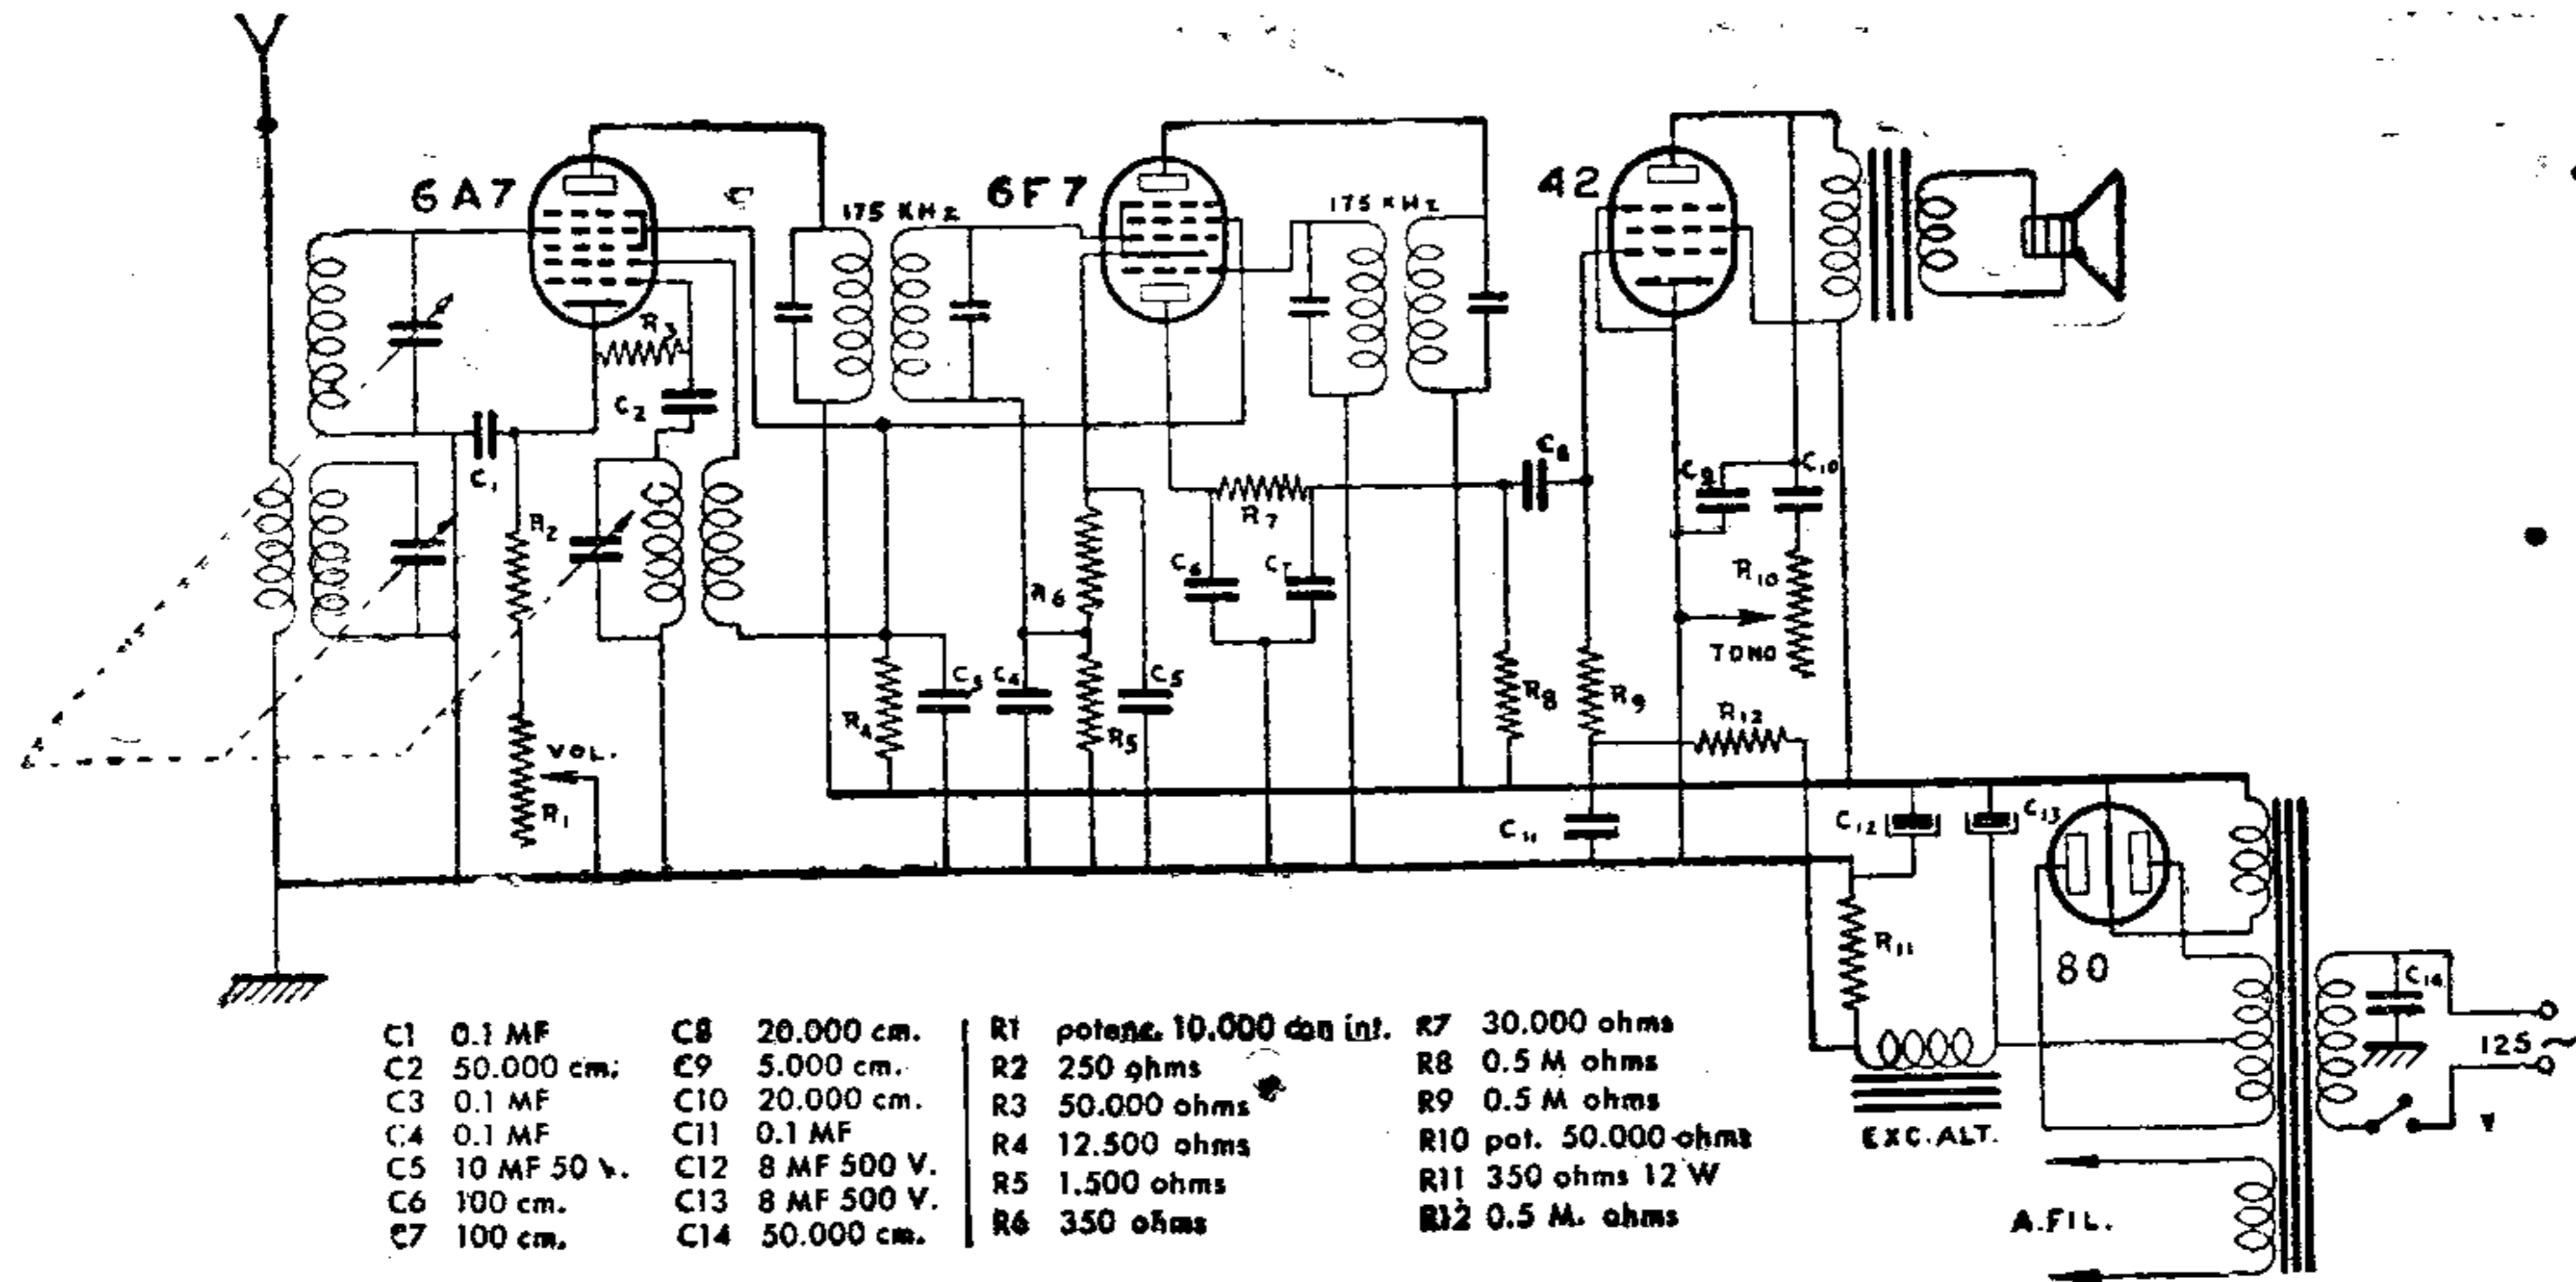 6A7
6F7
42
175 KHz
175 KHz
R3
C2
C1
R2
VOL.
R1
R4
C3
C4
R6
R5
C5
C6
R7
C7
C8
R8
R9
C9
C10
R10
TONO
R12
C11
C12
C13
R11
80
C14
125 ~
EXC. ALT.
A. FIL.
C1 0.1 MF
C2 50.000 cm.
C3 0.1 MF
C4 0.1 MF
C5 10 MF 50 V.
C6 100 cm.
C7 100 cm.
C8 20.000 cm.
C9 5.000 cm.
C10 20.000 cm.
C11 0.1 MF
C12 8 MF 500 V.
C13 8 MF 500 V.
C14 50.000 cm.
R1 potenc. 10.000 con int.
R2 250 ohms
R3 50.000 ohms
R4 12.500 ohms
R5 1.500 ohms
R6 350 ohms
R7 30.000 ohms
R8 0.5 M ohms
R9 0.5 M ohms
R10 pot. 50.000 ohms
R11 350 ohms 12 W
R12 0.5 M. ohms